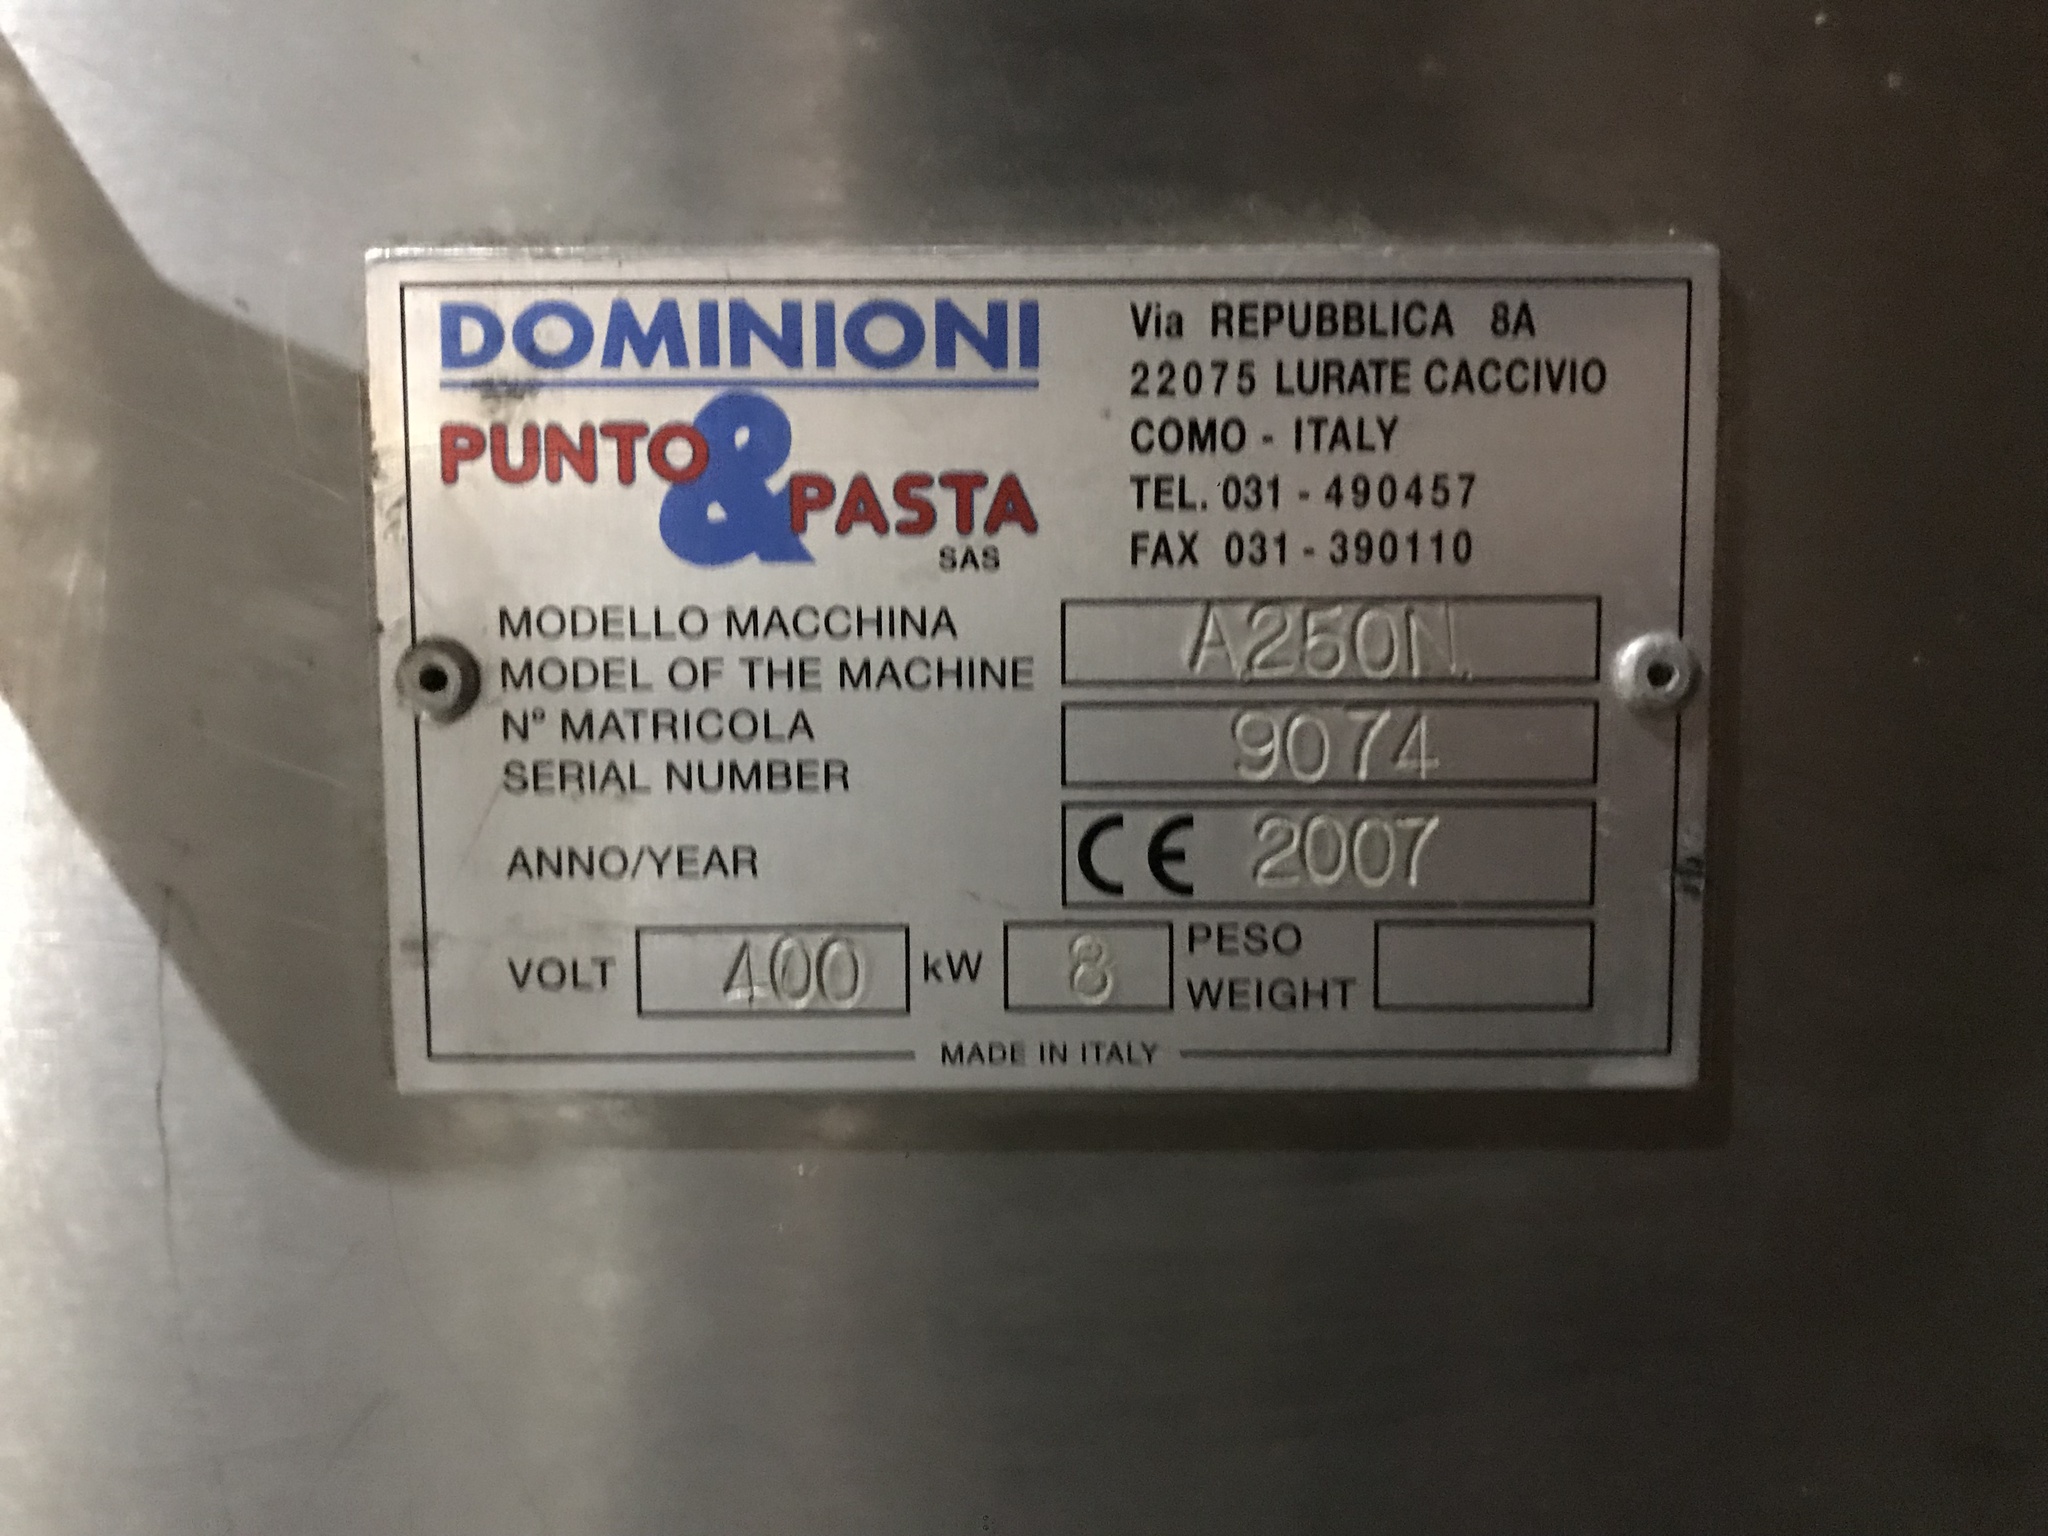 DOMINIONI
PUNTO & PASTA
SAS
Via REPUBBLICA 8A
22075 LURATE CACCIVIO
COMO - ITALY
TEL. 031 - 490457
FAX 031 - 390110
MODELLO MACCHINA
MODEL OF THE MACHINE
A250N
Nº MATRICOLA
SERIAL NUMBER
9074
ANNO/YEAR
CE 2007
VOLT 400 kW 8 PESO
WEIGHT
MADE IN ITALY